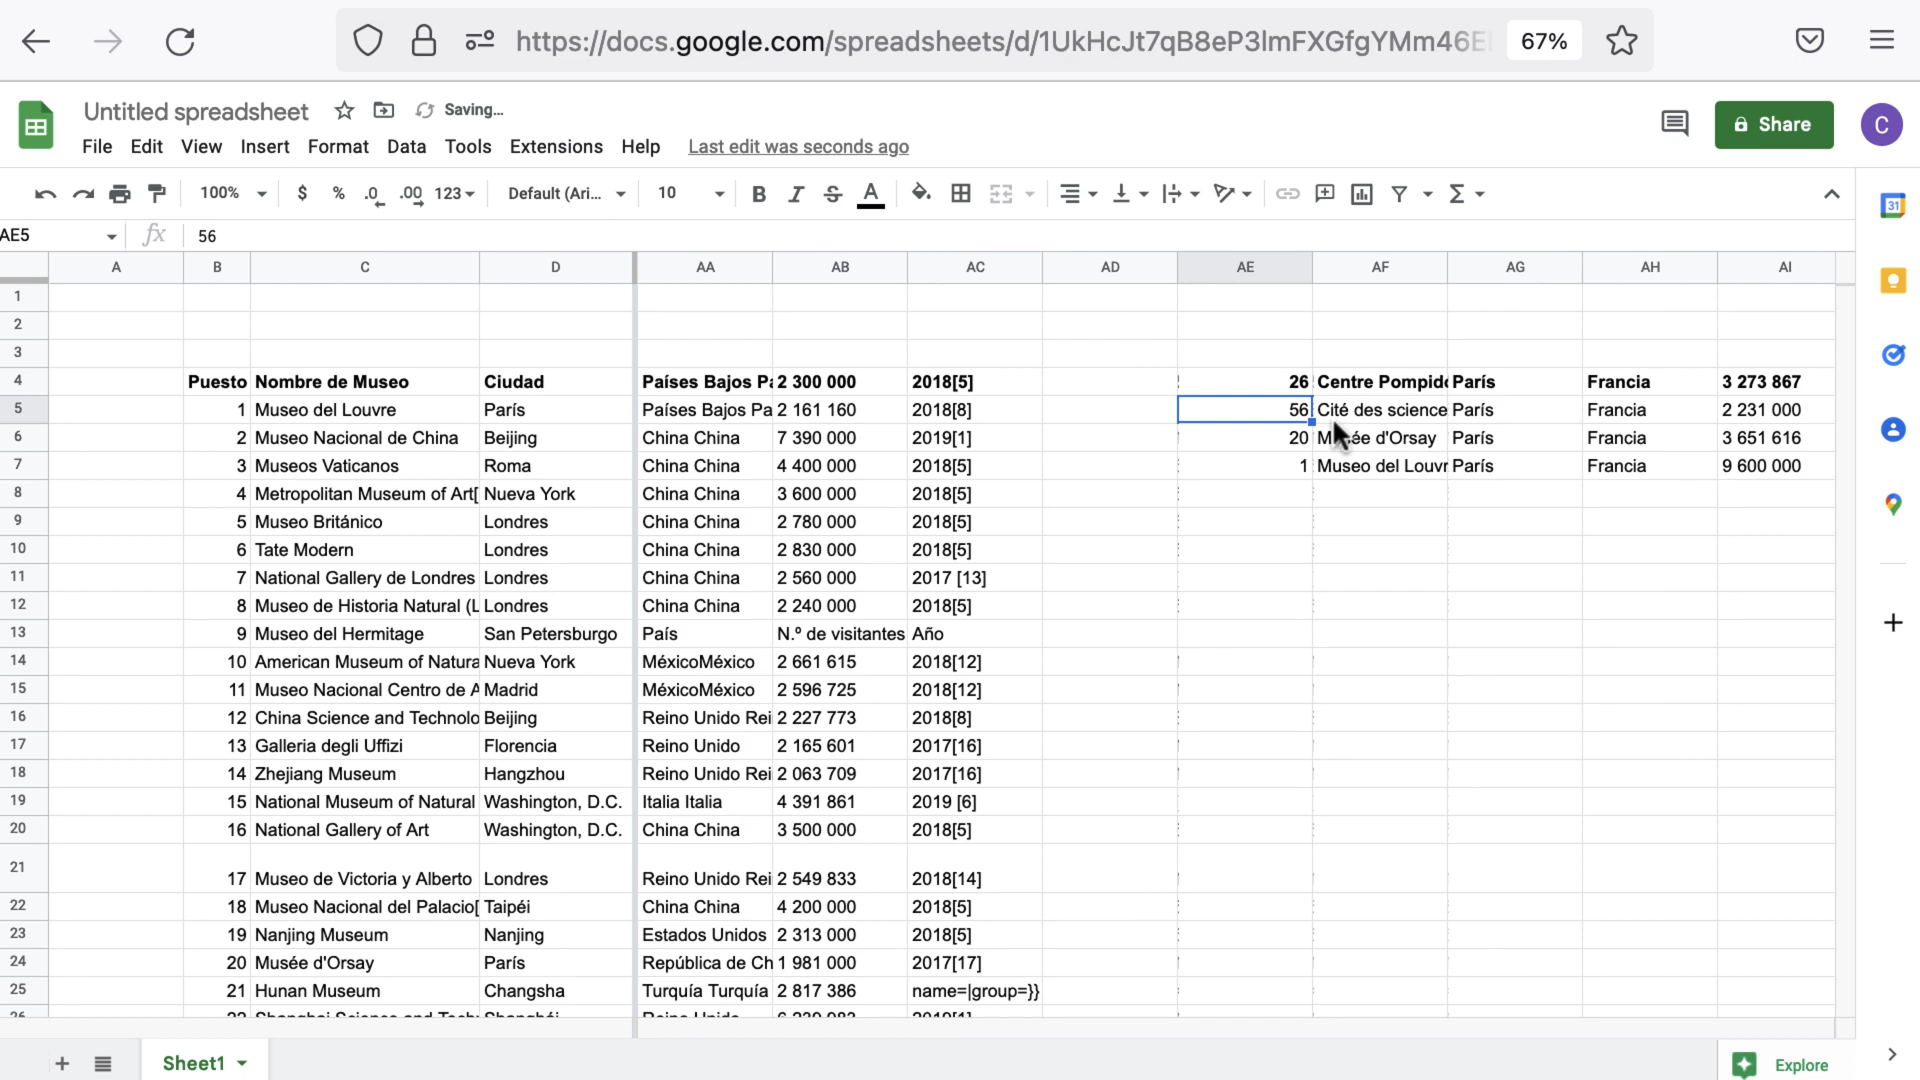 https://docs.google.com/spreadsheets/d/1UkHcJt7qB8eP3lmFXGfgYMm46E 67%
Untitled spreadsheet Saving...
File Edit View Insert Format Data Tools Extensions Help Last edit was seconds ago
Share C
100% $ % .0 .00 123 Default (Ari... 10 B I S A
31
AE5 fx 56
A B C D AA AB AC AD AE AF AG AH AI
1
2
3
4 Puesto Nombre de Museo Ciudad Países Bajos Pa 2 300 000 2018[5] 26 Centre Pompido París Francia 3 273 867
5 1 Museo del Louvre París Países Bajos Pa 2 161 160 2018[8] 56 Cité des science París Francia 2 231 000
6 2 Museo Nacional de China Beijing China China 7 390 000 2019[1] 20 d'Orsay París Francia 3 651 616
7 3 Museos Vaticanos Roma China China 4 400 000 2018[5] 1 Museo del Louvr París Francia 9 600 000
8 4 Metropolitan Museum of Art[ Nueva York China China 3 600 000 2018[5]
9 5 Museo Británico Londres China China 2 780 000 2018[5]
10 6 Tate Modern Londres China China 2 830 000 2018[5]
11 7 National Gallery de Londres Londres China China 2 560 000 2017 [13]
12 8 Museo de Historia Natural (L Londres China China 2 240 000 2018[5]
13 9 Museo del Hermitage San Petersburgo País N.º de visitantes Año
14 10 American Museum of Natura Nueva York MéxicoMéxico 2 661 615 2018[12]
15 11 Museo Nacional Centro de A Madrid MéxicoMéxico 2 596 725 2018[12]
16 12 China Science and Technolo Beijing Reino Unido Rei 2 227 773 2018[8]
17 13 Galleria degli Uffizi Florencia Reino Unido 2 165 601 2017[16]
18 14 Zhejiang Museum Hangzhou Reino Unido Rei 2 063 709 2017[16]
19 15 National Museum of Natural Washington, D.C. Italia Italia 4 391 861 2019 [6]
20 16 National Gallery of Art Washington, D.C. China China 3 500 000 2018[5]
21 17 Museo de Victoria y Alberto Londres Reino Unido Rei 2 549 833 2018[14]
22 18 Museo Nacional del Palacio[ Taipéi China China 4 200 000 2018[5]
23 19 Nanjing Museum Nanjing Estados Unidos 2 313 000 2018[5]
24 20 Musée d'Orsay París República de Ch 1 981 000 2017[17]
25 21 Hunan Museum Changsha Turquía Turquía 2 817 386 name=|group=}}
Sheet1
Explore